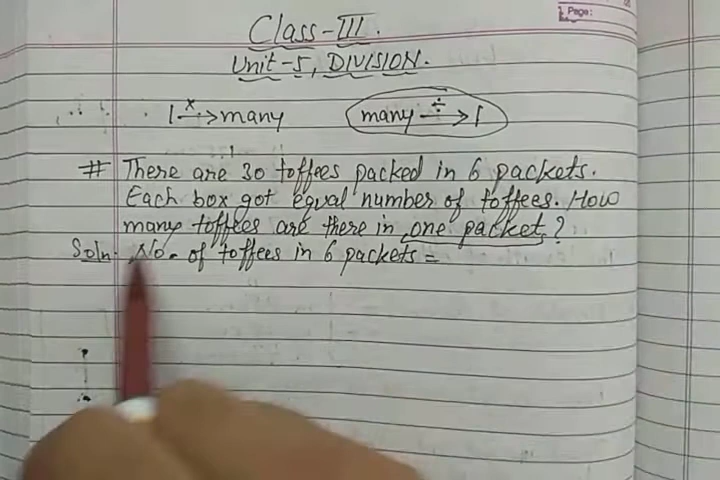 Page:
Class-III.
Unit-5, DIVISION.
1 x→ many many ÷→ 1
# There are 30 toffees packed in 6 packets.
Each box got equal number of toffees. How
many toffees are there in one packet?
Soln. No. of toffees in 6 packets =